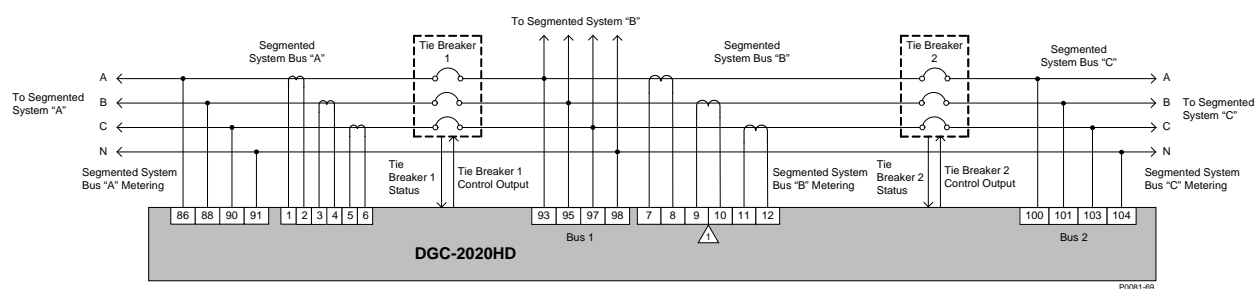 To Segmented System "B"
Segmented
System Bus "A"
Tie Breaker
1
Segmented
System Bus "B"
Tie Breaker
2
Segmented
System Bus "C"
A
A
To Segmented
System "A"
B
B
To Segmented
System "C"
C
C
N
N
Segmented System
Bus "A" Metering
Tie
Breaker 1
Status
Tie Breaker 1
Control Output
Segmented System
Bus "B" Metering
Tie
Breaker 2
Status
Tie Breaker 2
Control Output
Segmented System
Bus "C" Metering
86 88 90 91
1 2 3 4 5 6
93 95 97 98
7 8 9 10 11 12
100 101 103 104
Bus 1
1
Bus 2
DGC-2020HD
P0081-69